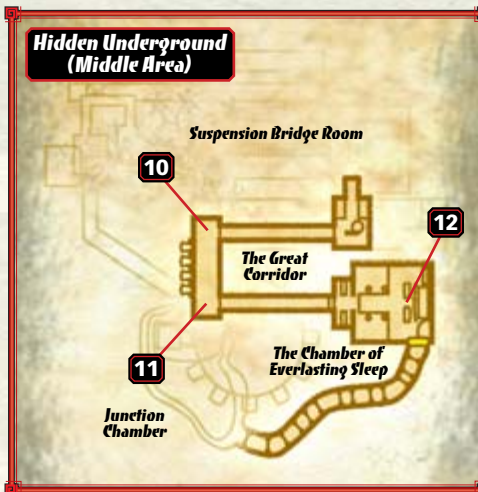 Hidden Underground
(Middle Area)
Suspension Bridge Room
10
12
The Great
Corridor
The Chamber of
Everlasting Sleep
11
Junction
Chamber